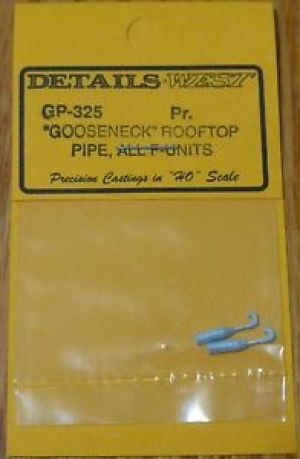 DETAILS WEST
GP-325 Pr.
"GOOSENECK" ROOFTOP
PIPE, ALL F-UNITS
Precision Castings in "HO" Scale